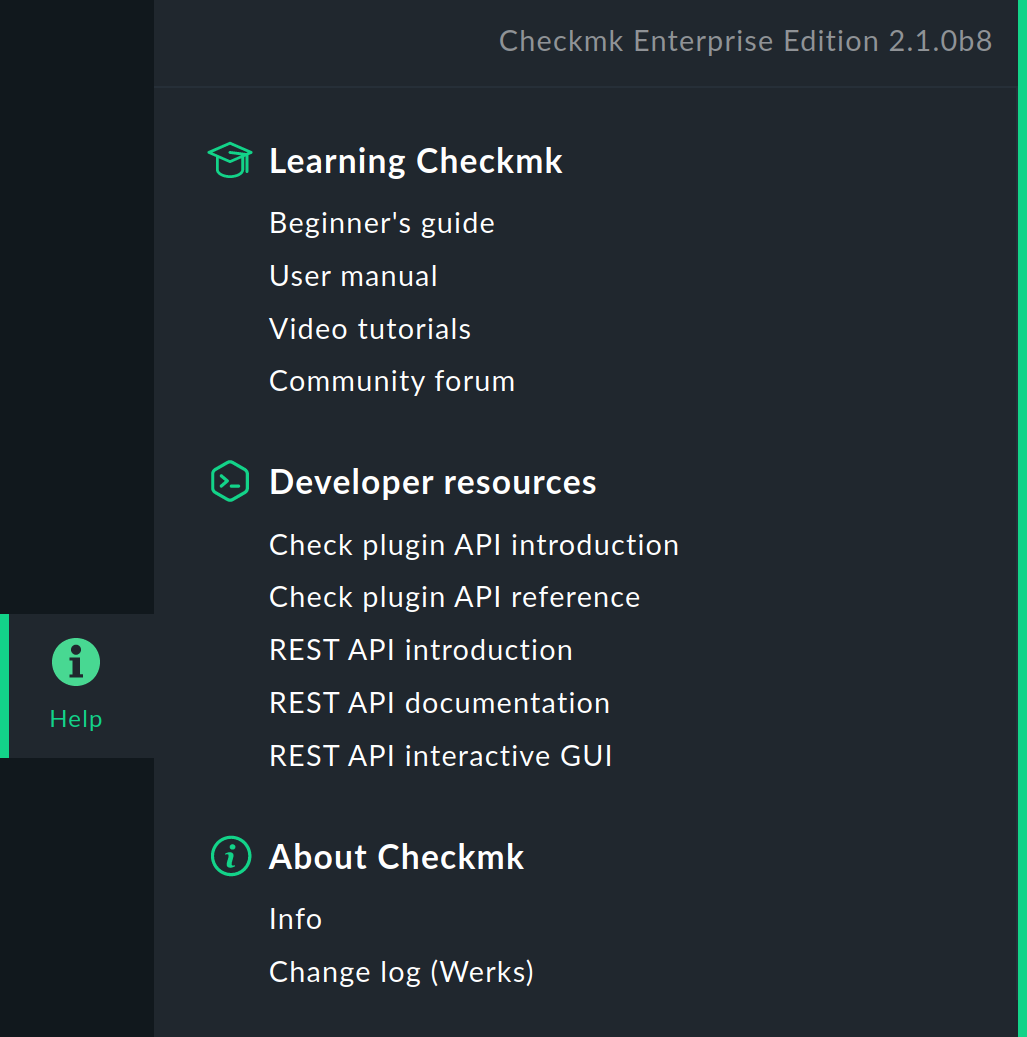 Checkmk Enterprise Edition 2.1.0b8
Learning Checkmk
Beginner's guide
User manual
Video tutorials
Community forum
Developer resources
Check plugin API introduction
Check plugin API reference
REST API introduction
REST API documentation
REST API interactive GUI
Help
About Checkmk
Info
Change log (Werks)